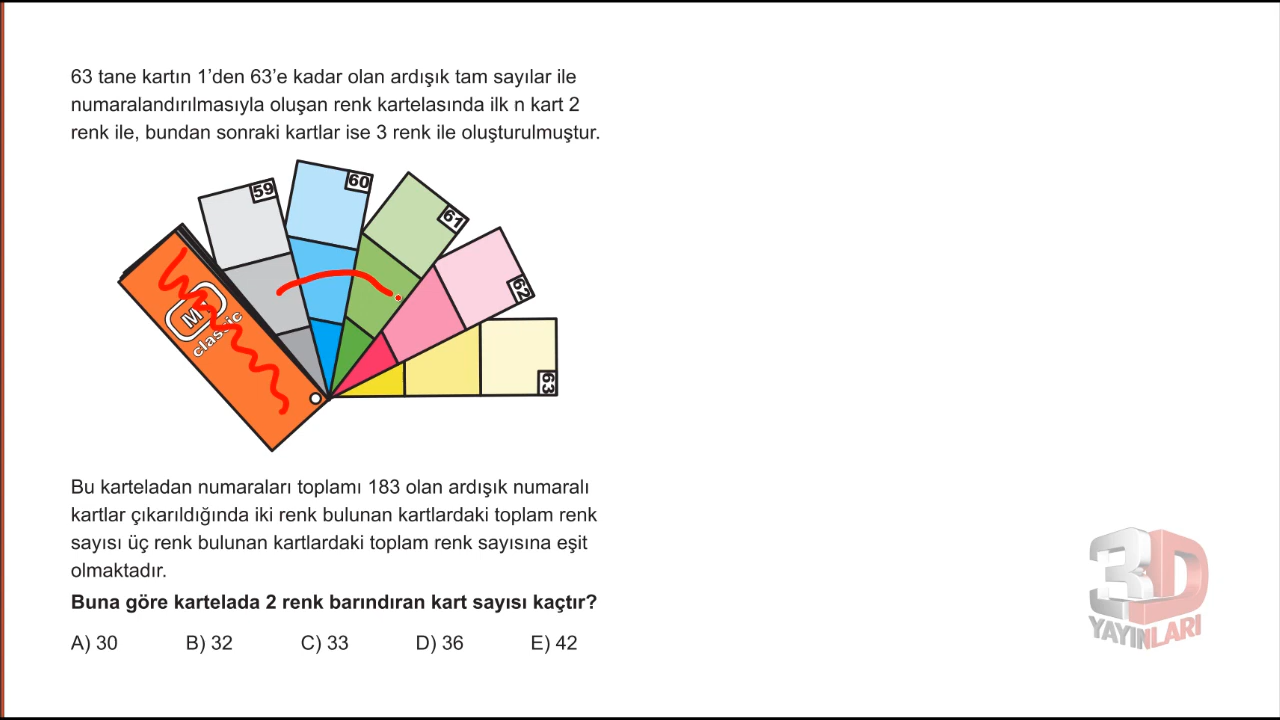 63 tane kartın 1’den 63’e kadar olan ardışık tam sayılar ile
numaralandırılmasıyla oluşan renk kartelasında ilk n kart 2
renk ile, bundan sonraki kartlar ise 3 renk ile oluşturulmuştur.
59
60
61
62
63
M
classic
Bu karteladan numaraları toplamı 183 olan ardışık numaralı
kartlar çıkarıldığında iki renk bulunan kartlardaki toplam renk
sayısı üç renk bulunan kartlardaki toplam renk sayısına eşit
olmaktadır.
Buna göre kartelada 2 renk barındıran kart sayısı kaçtır?
A) 30 B) 32 C) 33 D) 36 E) 42
3D
YAYINLARI